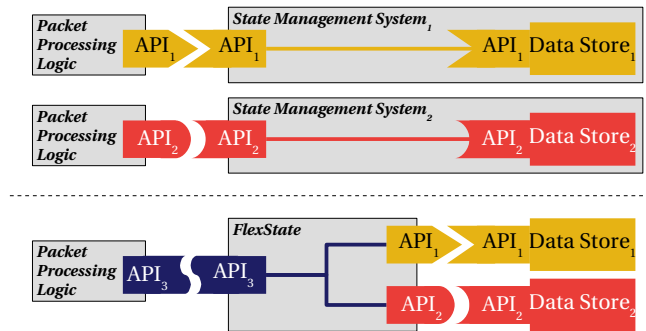 State Management System₁
Packet
Processing
Logic
API₁ API₁ API₁ Data Store₁
State Management System₂
Packet
Processing
Logic
API₂ API₂ API₂ Data Store₂
FlexState
Packet
Processing
Logic
API₁ API₁ Data Store₁
API₃ API₃
API₂ API₂ Data Store₂